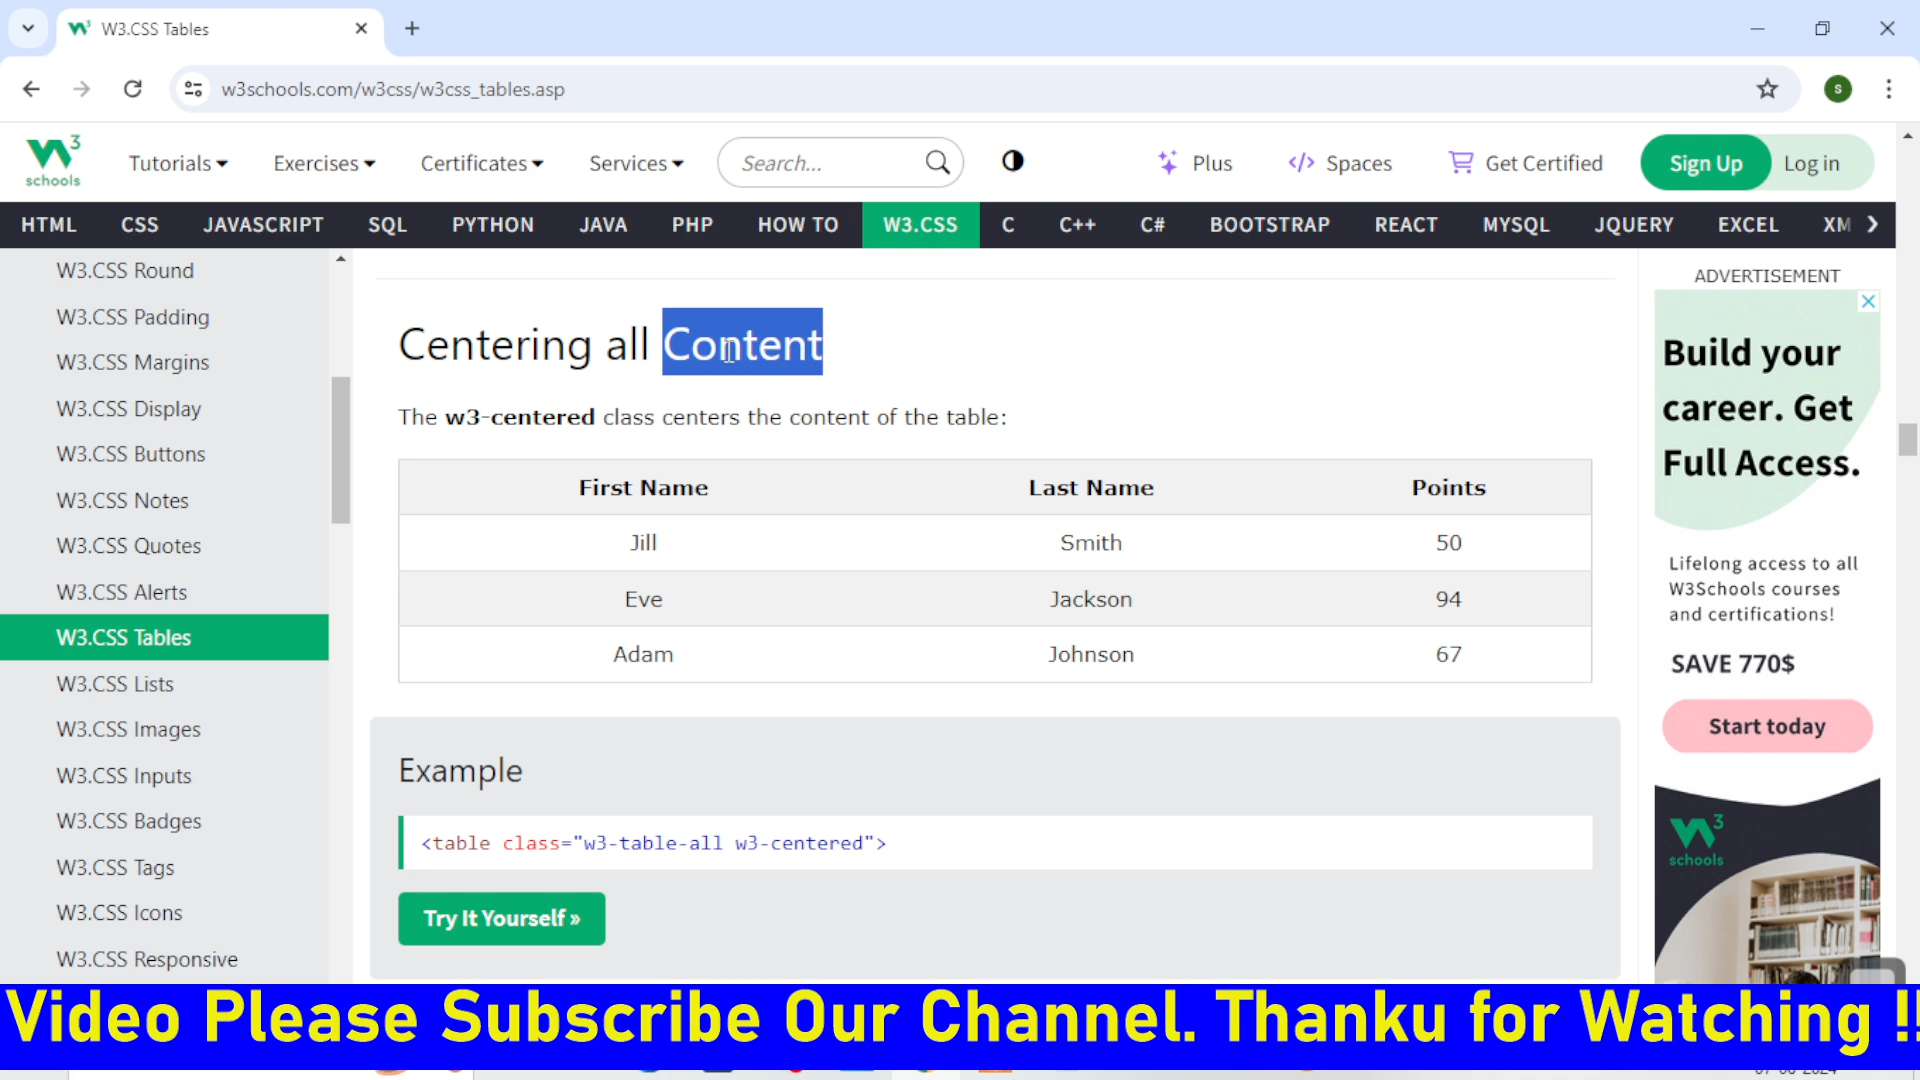 W3.CSS Tables
w3schools.com/w3css/w3css_tables.asp
S
3
schools
Tutorials
Exercises
Certificates
Services
Search...
Plus
Spaces
Get Certified
Sign Up
Log in
HTML
CSS
JAVASCRIPT
SQL
PYTHON
JAVA
PHP
HOW TO
W3.CSS
C
C++
C#
BOOTSTRAP
REACT
MYSQL
JQUERY
EXCEL
XM
W3.CSS Round
W3.CSS Padding
W3.CSS Margins
W3.CSS Display
W3.CSS Buttons
W3.CSS Notes
W3.CSS Quotes
W3.CSS Alerts
W3.CSS Tables
W3.CSS Lists
W3.CSS Images
W3.CSS Inputs
W3.CSS Badges
W3.CSS Tags
W3.CSS Icons
W3.CSS Responsive
Centering all Content
The w3-centered class centers the content of the table:
First Name Last Name Points
Jill Smith 50
Eve Jackson 94
Adam Johnson 67
Example
<table class="w3-table-all w3-centered">
Try It Yourself »
ADVERTISEMENT
Build your
career. Get
Full Access.
Lifelong access to all
W3Schools courses
and certifications!
SAVE 770$
Start today
3
schools
Video Please Subscribe Our Channel. Thanku for Watching !!